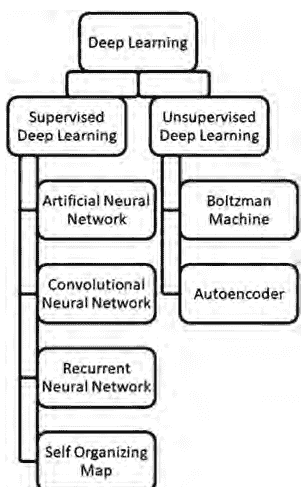 Deep Learning
Supervised
Deep Learning
Unsupervised
Deep Learning
Artificial Neural
Network
Boltzman
Machine
Convolutional
Neural Network
Autoencoder
Recurrent
Neural Network
Self Organizing
Map